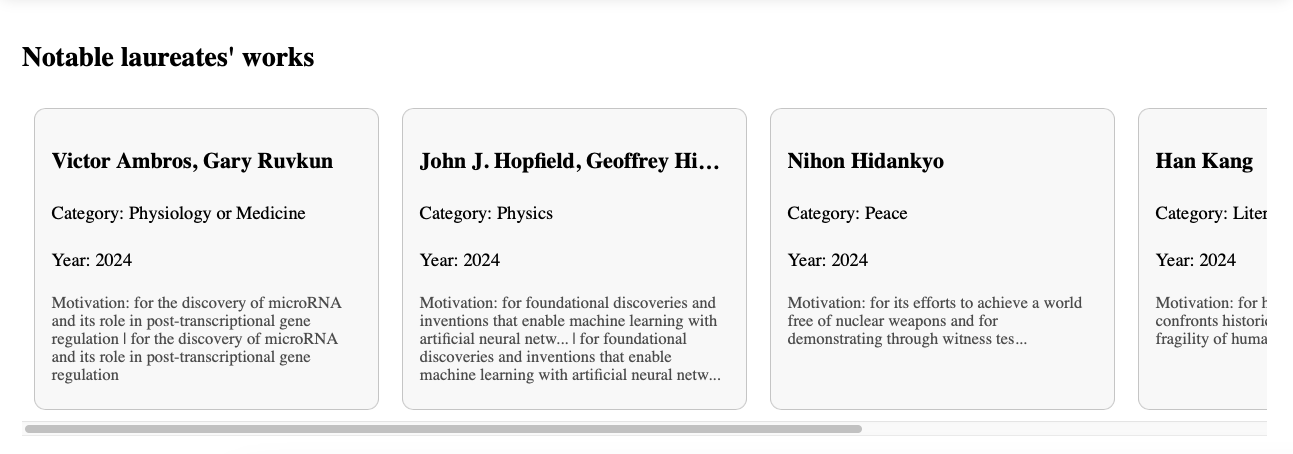 Notable laureates' works
Victor Ambros, Gary Ruvkun
Category: Physiology or Medicine
Year: 2024
Motivation: for the discovery of microRNA
and its role in post-transcriptional gene
regulation | for the discovery of microRNA
and its role in post-transcriptional gene
regulation
John J. Hopfield, Geoffrey Hi...
Category: Physics
Year: 2024
Motivation: for foundational discoveries and
inventions that enable machine learning with
artificial neural netw... | for foundational
discoveries and inventions that enable
machine learning with artificial neural netw...
Nihon Hidankyo
Category: Peace
Year: 2024
Motivation: for its efforts to achieve a world
free of nuclear weapons and for
demonstrating through witness tes...
Han Kang
Category: Liter
Year: 2024
Motivation: for h
confronts historic
fragility of huma